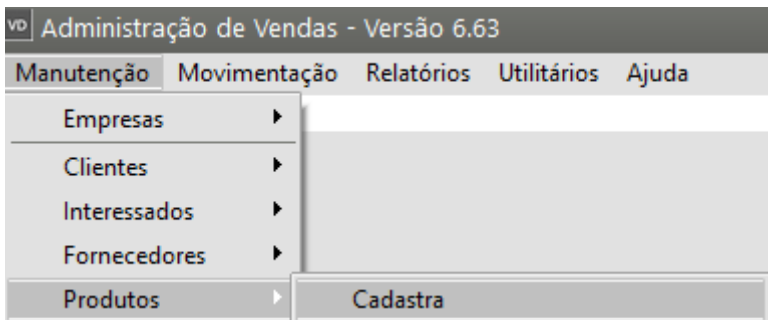 VD Administração de Vendas - Versão 6.63
Manutenção Movimentação Relatórios Utilitários Ajuda
Empresas
Clientes
Interessados
Fornecedores
Produtos Cadastra